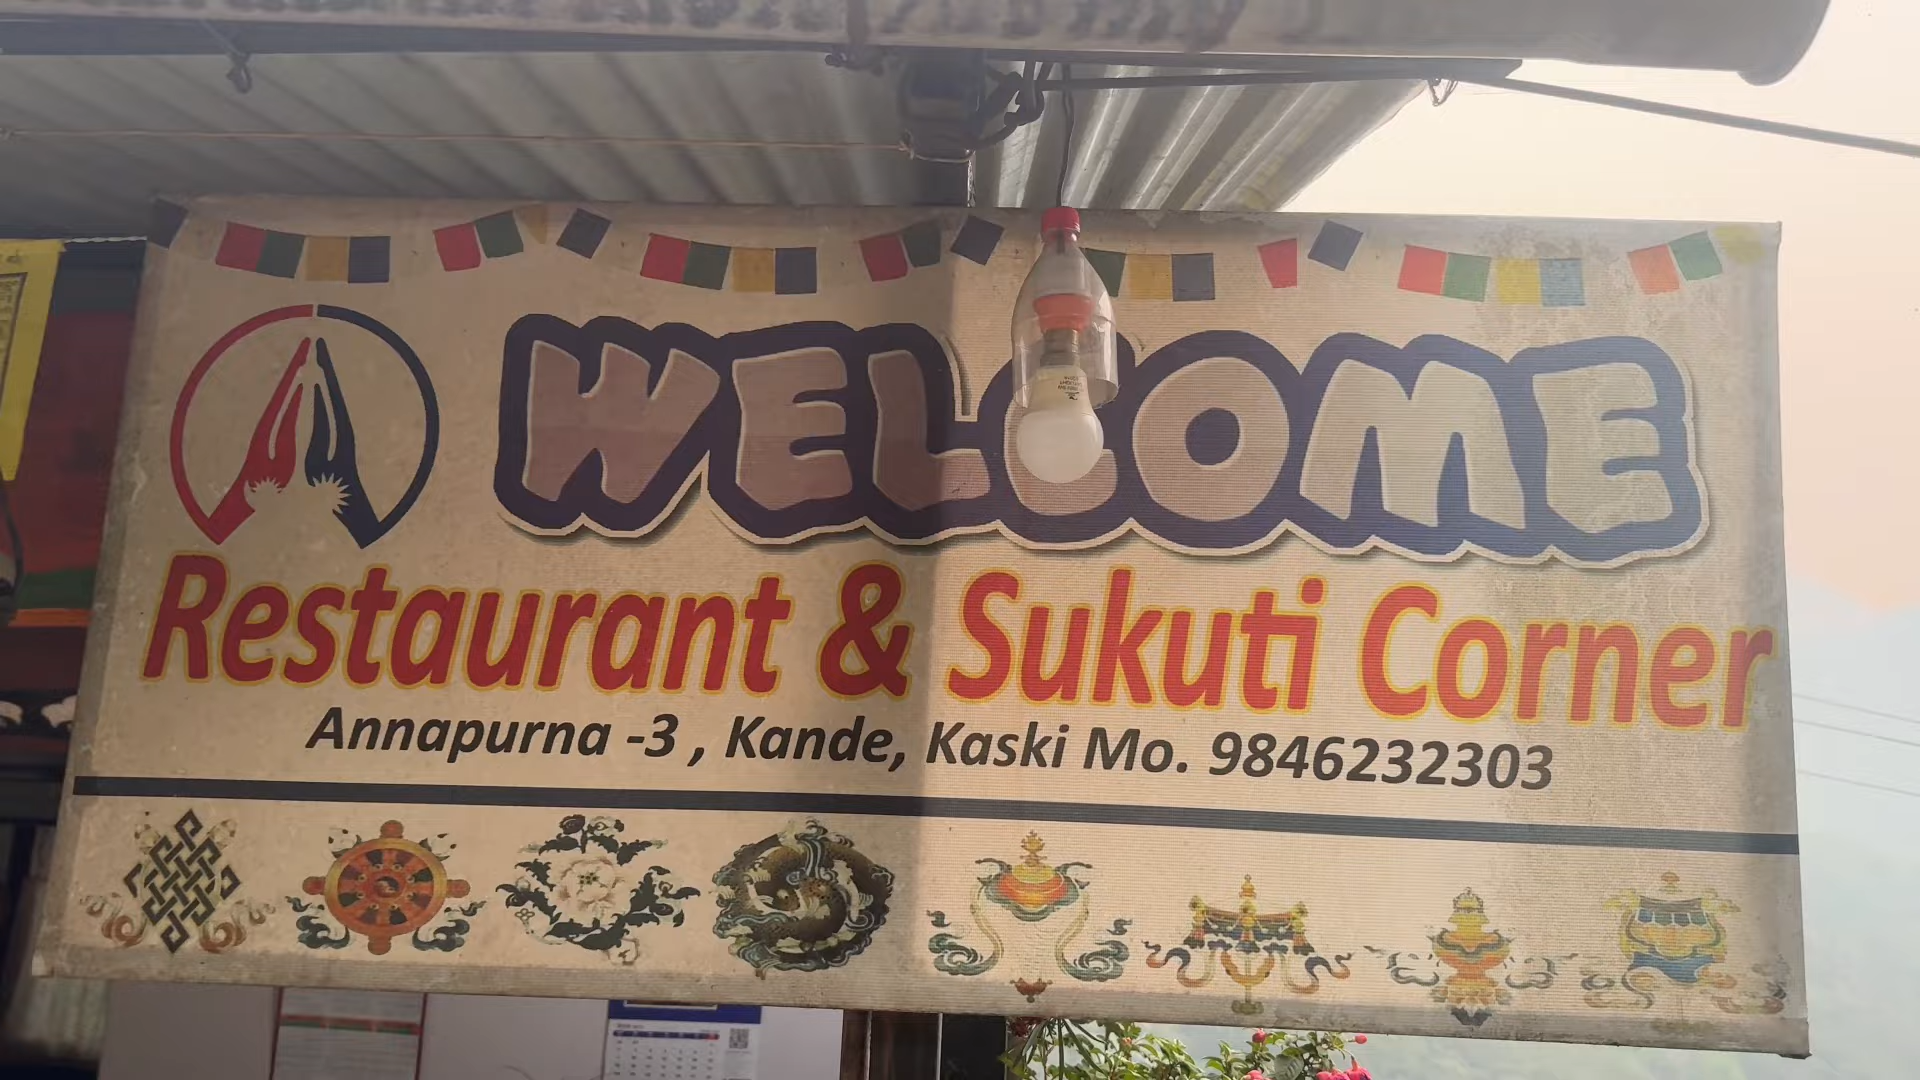 WELCOME
Restaurant & Sukuti Corner
Annapurna -3 , Kande, Kaski Mo. 9846232303